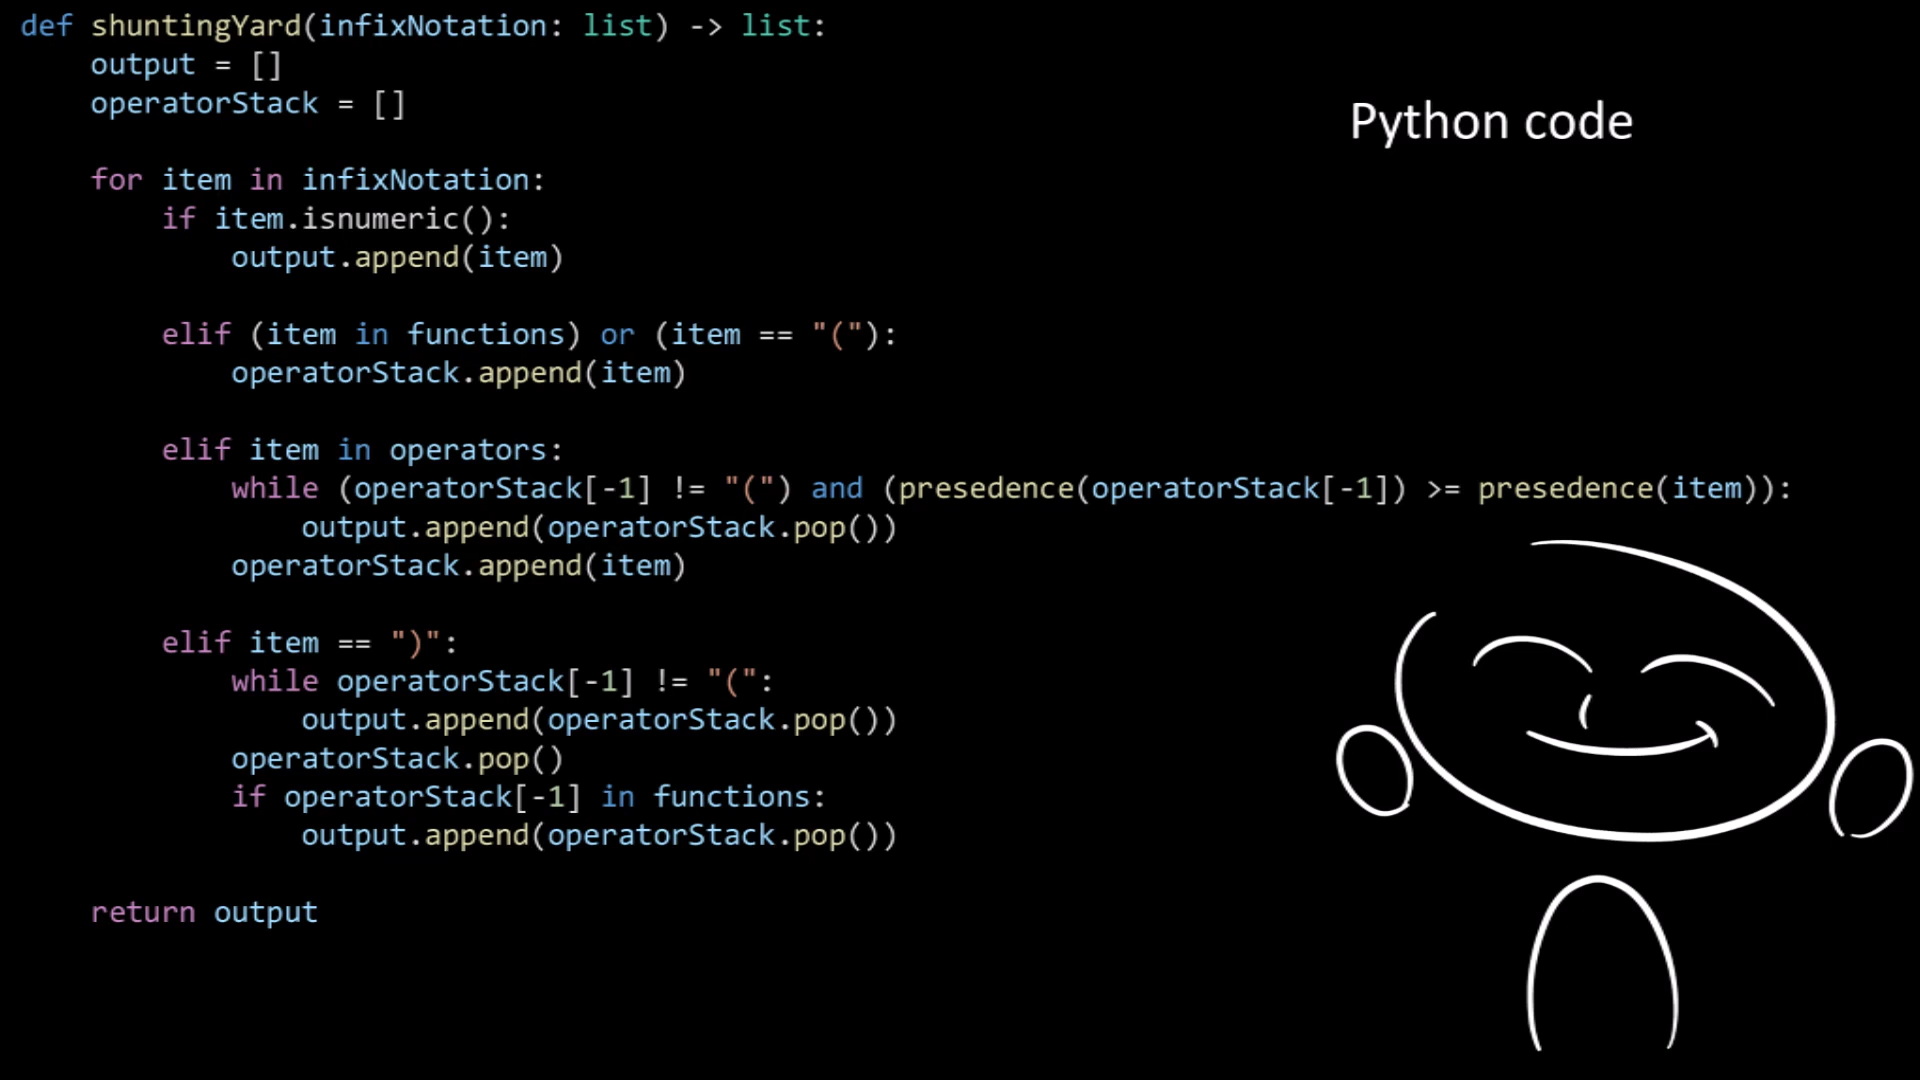 def shuntingYard(infixNotation: list) -> list:
    output = []
    operatorStack = []
Python code
    for item in infixNotation:
        if item.isnumeric():
            output.append(item)
        elif (item in functions) or (item == "("):
            operatorStack.append(item)
        elif item in operators:
            while (operatorStack[-1] != "(") and (presedence(operatorStack[-1]) >= presedence(item)):
                output.append(operatorStack.pop())
            operatorStack.append(item)
        elif item == ")":
            while operatorStack[-1] != "(":
                output.append(operatorStack.pop())
            operatorStack.pop()
            if operatorStack[-1] in functions:
                output.append(operatorStack.pop())
    return output